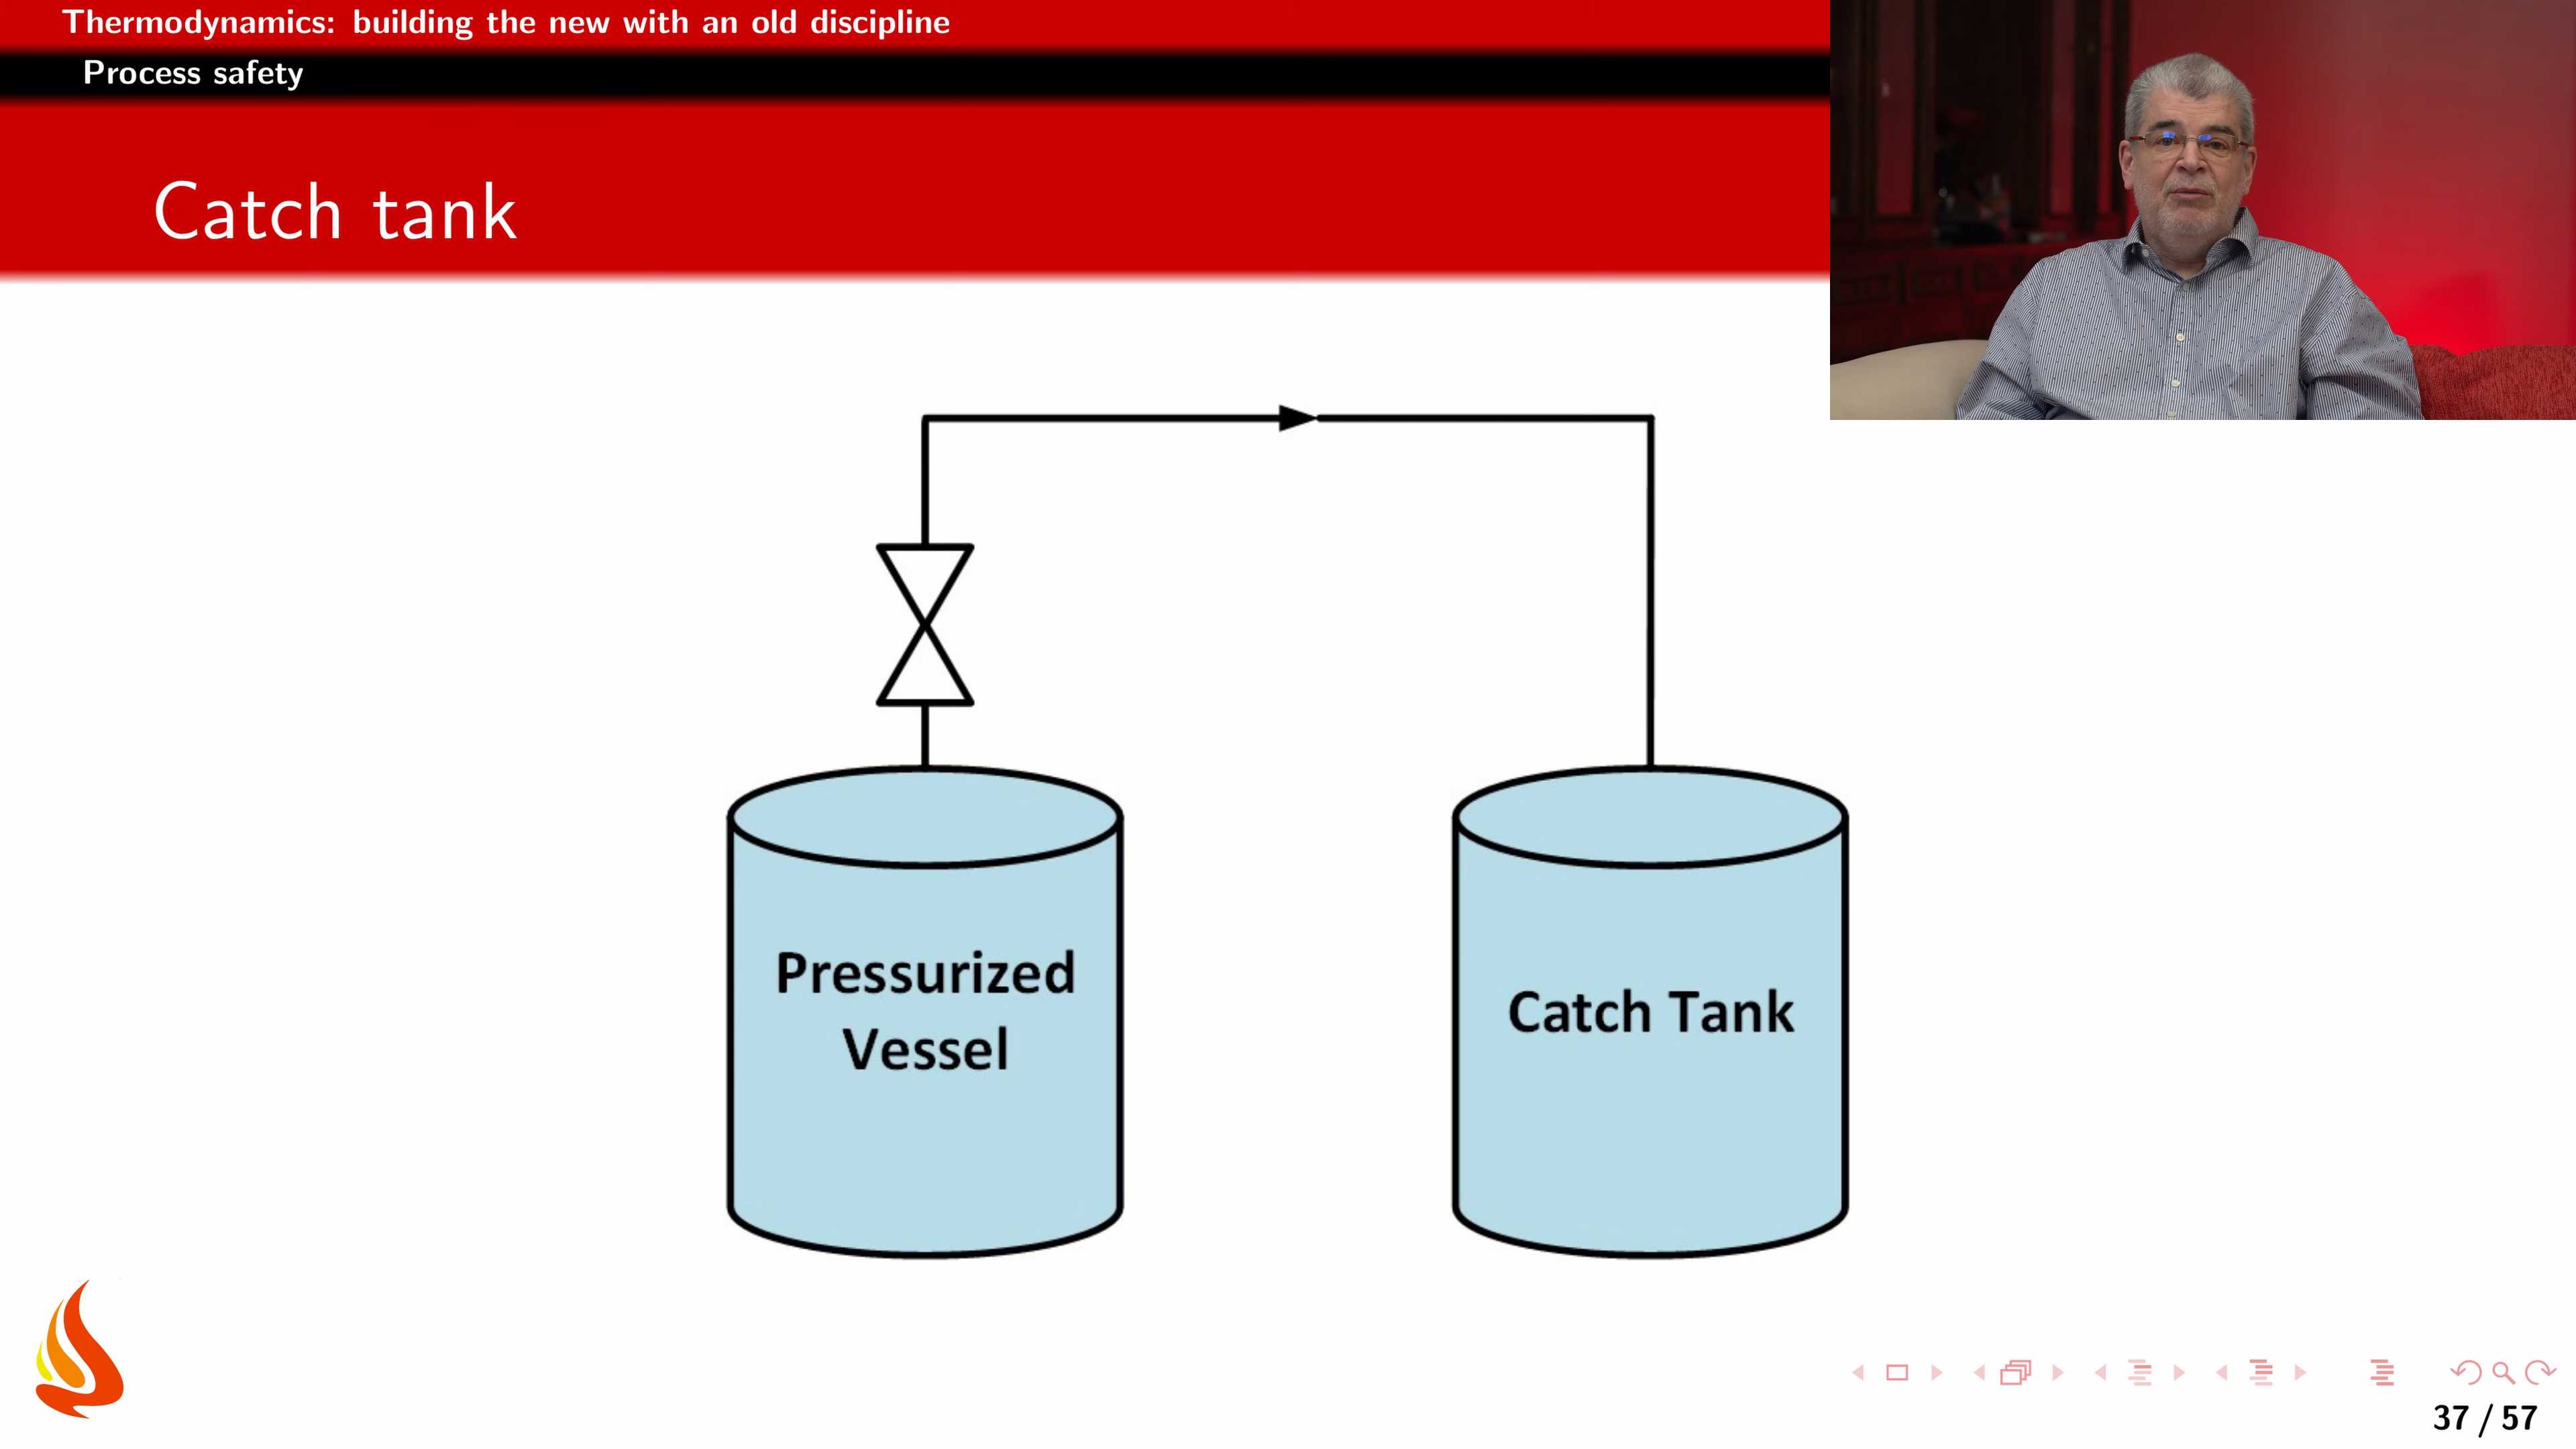 Thermodynamics: building the new with an old discipline
Process safety
Catch tank
Pressurized
Vessel
Catch Tank
37 / 57